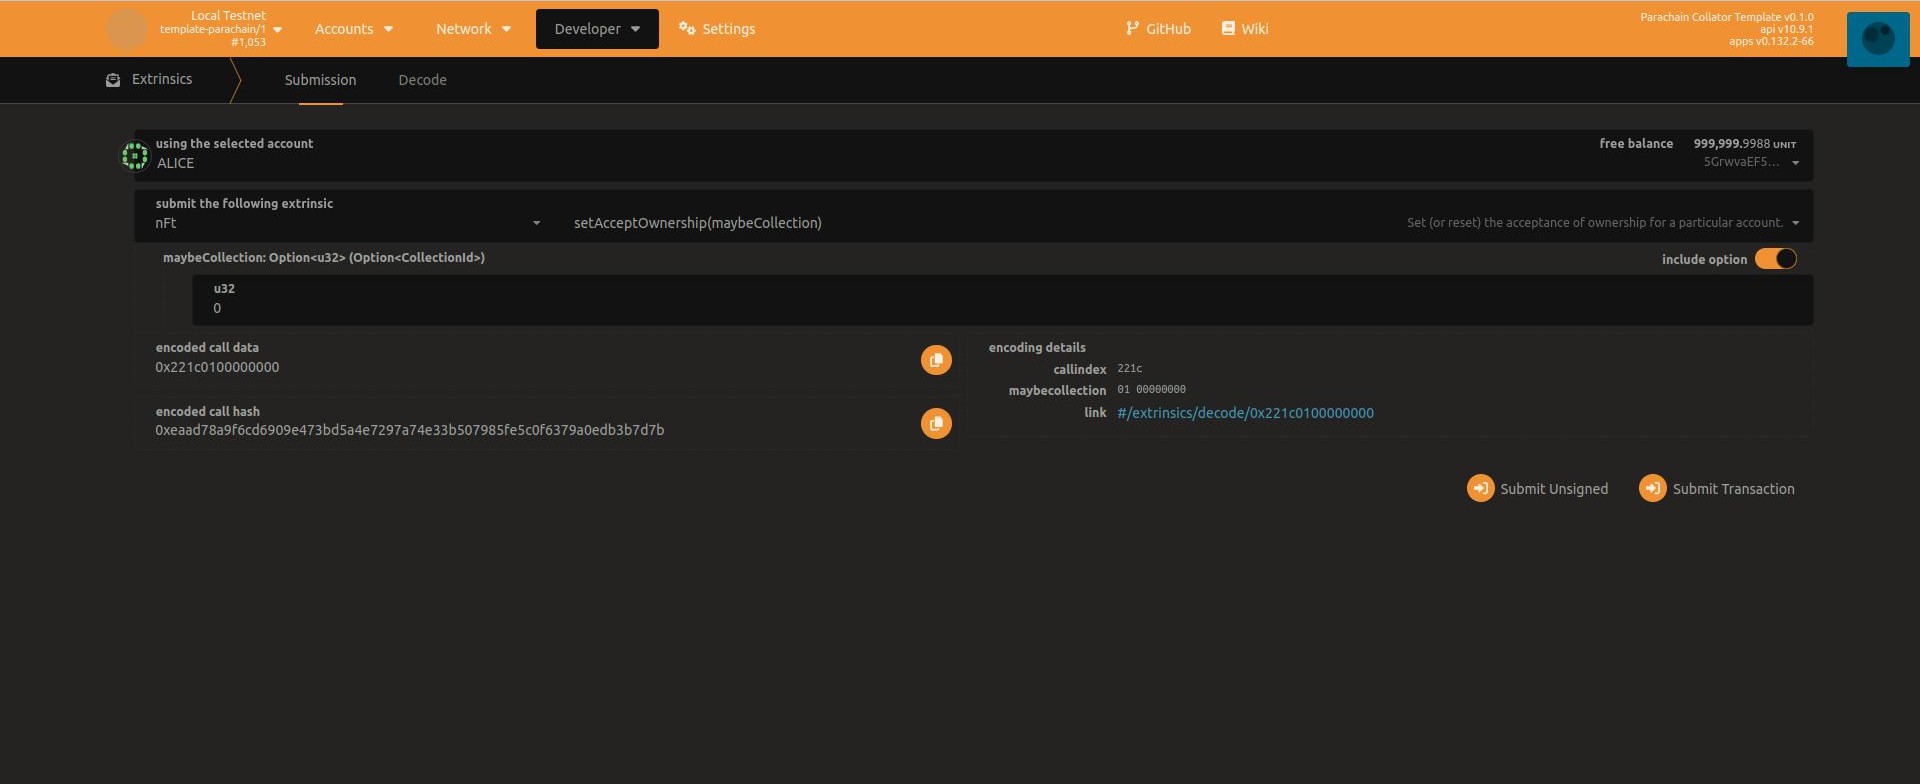 Local Testnet
template-parachain/1
#1,053
Accounts
Network
Developer
Settings
GitHub
Wiki
Parachain Collator Template v0.1.0
api v10.9.1
apps v0.132.2-66
Extrinsics
Submission
Decode
using the selected account
ALICE
free balance 999,999.9988 UNIT
5GrwvaEF5...
submit the following extrinsic
nFt
setAcceptOwnership(maybeCollection)
Set (or reset) the acceptance of ownership for a particular account.
maybeCollection: Option<u32> (Option<CollectionId>)
include option
u32
0
encoded call data
0x221c0100000000
encoded call hash
0xeaad78a9f6cd6909e473bd5a4e7297a74e33b507985fe5c0f6379a0edb3b7d7b
encoding details
callindex 221c
maybecollection 01 00000000
link #/extrinsics/decode/0x221c0100000000
Submit Unsigned
Submit Transaction